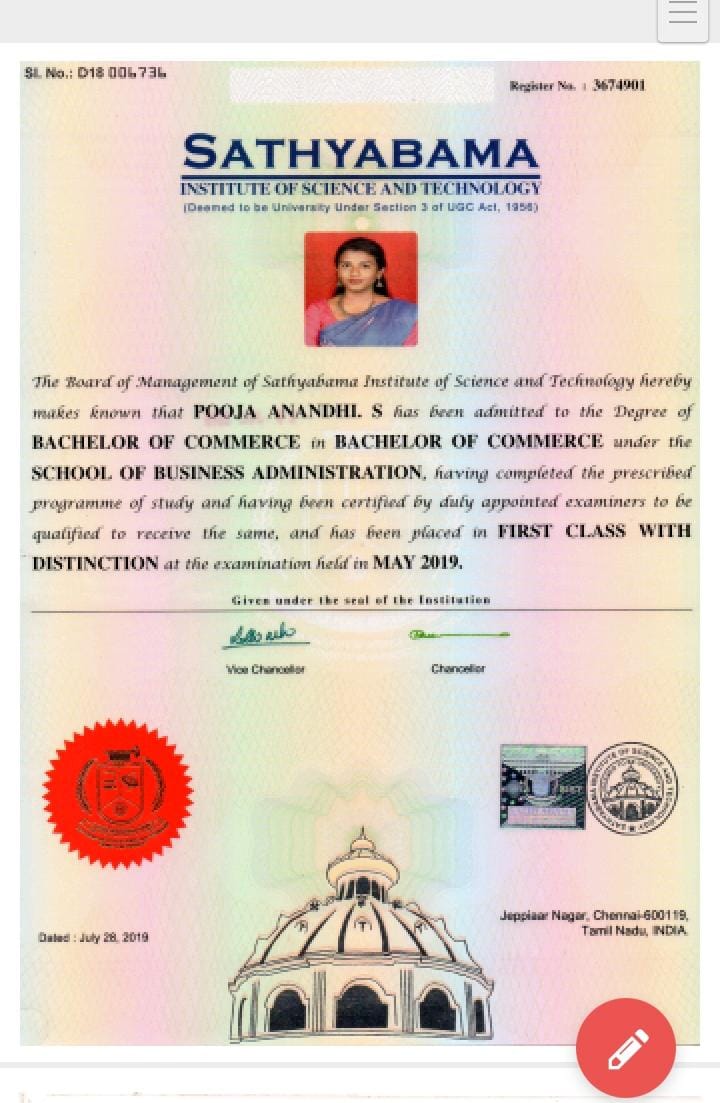 Sl. No.: D18 006736
Register No. : 3674901
SATHYABAMA
INSTITUTE OF SCIENCE AND TECHNOLOGY
(Deemed to be University Under Section 3 of UGC Act, 1956)
The Board of Management of Sathyabama Institute of Science and Technology hereby
makes known that POOJA ANANDHI. S has been admitted to the Degree of
BACHELOR OF COMMERCE in BACHELOR OF COMMERCE under the
SCHOOL OF BUSINESS ADMINISTRATION, having completed the prescribed
programme of study and having been certified by duly appointed examiners to be
qualified to receive the same, and has been placed in FIRST CLASS WITH
DISTINCTION at the examination held in MAY 2019.
Given under the seal of the Institution
Vice Chancellor
Chancellor
SATHYABAMA INSTITUTE OF SCIENCE AND TECHNOLOGY
Jeppiaar Nagar, Chennai-600119,
Tamil Nadu, INDIA.
Dated : July 28, 2019